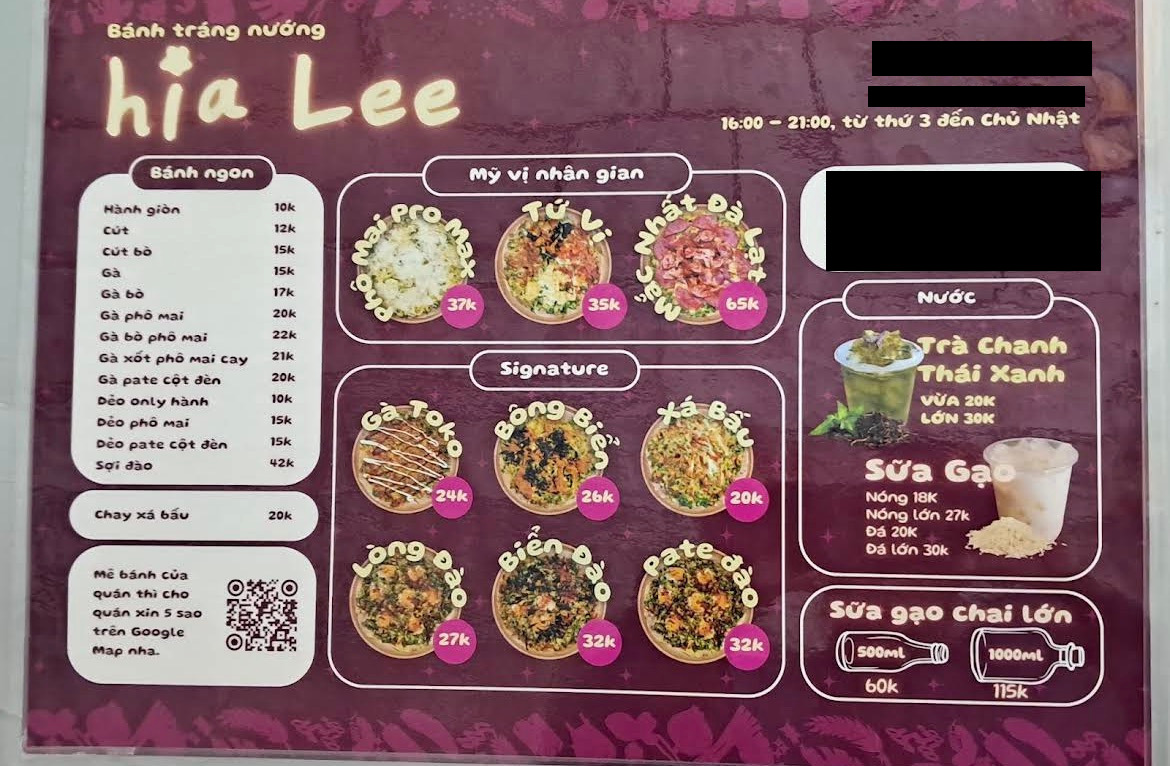 Bánh tráng nướng
hia Lee
16:00 - 21:00, từ thứ 3 đến Chủ Nhật
Bánh ngon
Hành giòn 10k
Cút 12k
Cút bò 15k
Gà 15k
Gà bò 17k
Gà phô mai 20k
Gà bò phô mai 22k
Gà xốt phô mai cay 21k
Gà pate cột đèn 20k
Dẻo only hành 10k
Dẻo phô mai 15k
Dẻo pate cột đèn 15k
Sợi đào 42k
Chay xá bấu 20k
Mê bánh của
quán thì cho
quán xin 5 sao
trên Google
Map nha.
Mỹ vị nhân gian
Phô Mai Pro Max 37k
Tứ Vị 35k
Mắc Nhất Đà Lạt 65k
Signature
Gà Toko 24k
Bông Biển 26k
Xá Bấu 20k
Lòng Đào 27k
Biển Đào 32k
Pate đào 32k
Nước
Trà Chanh
Thái Xanh
VỪA 20K
LỚN 30K
Sữa Gạo
Nóng 18K
Nóng lớn 27k
Đá 20K
Đá lớn 30k
Sữa gạo chai lớn
500ml
60k
1000ml
115k